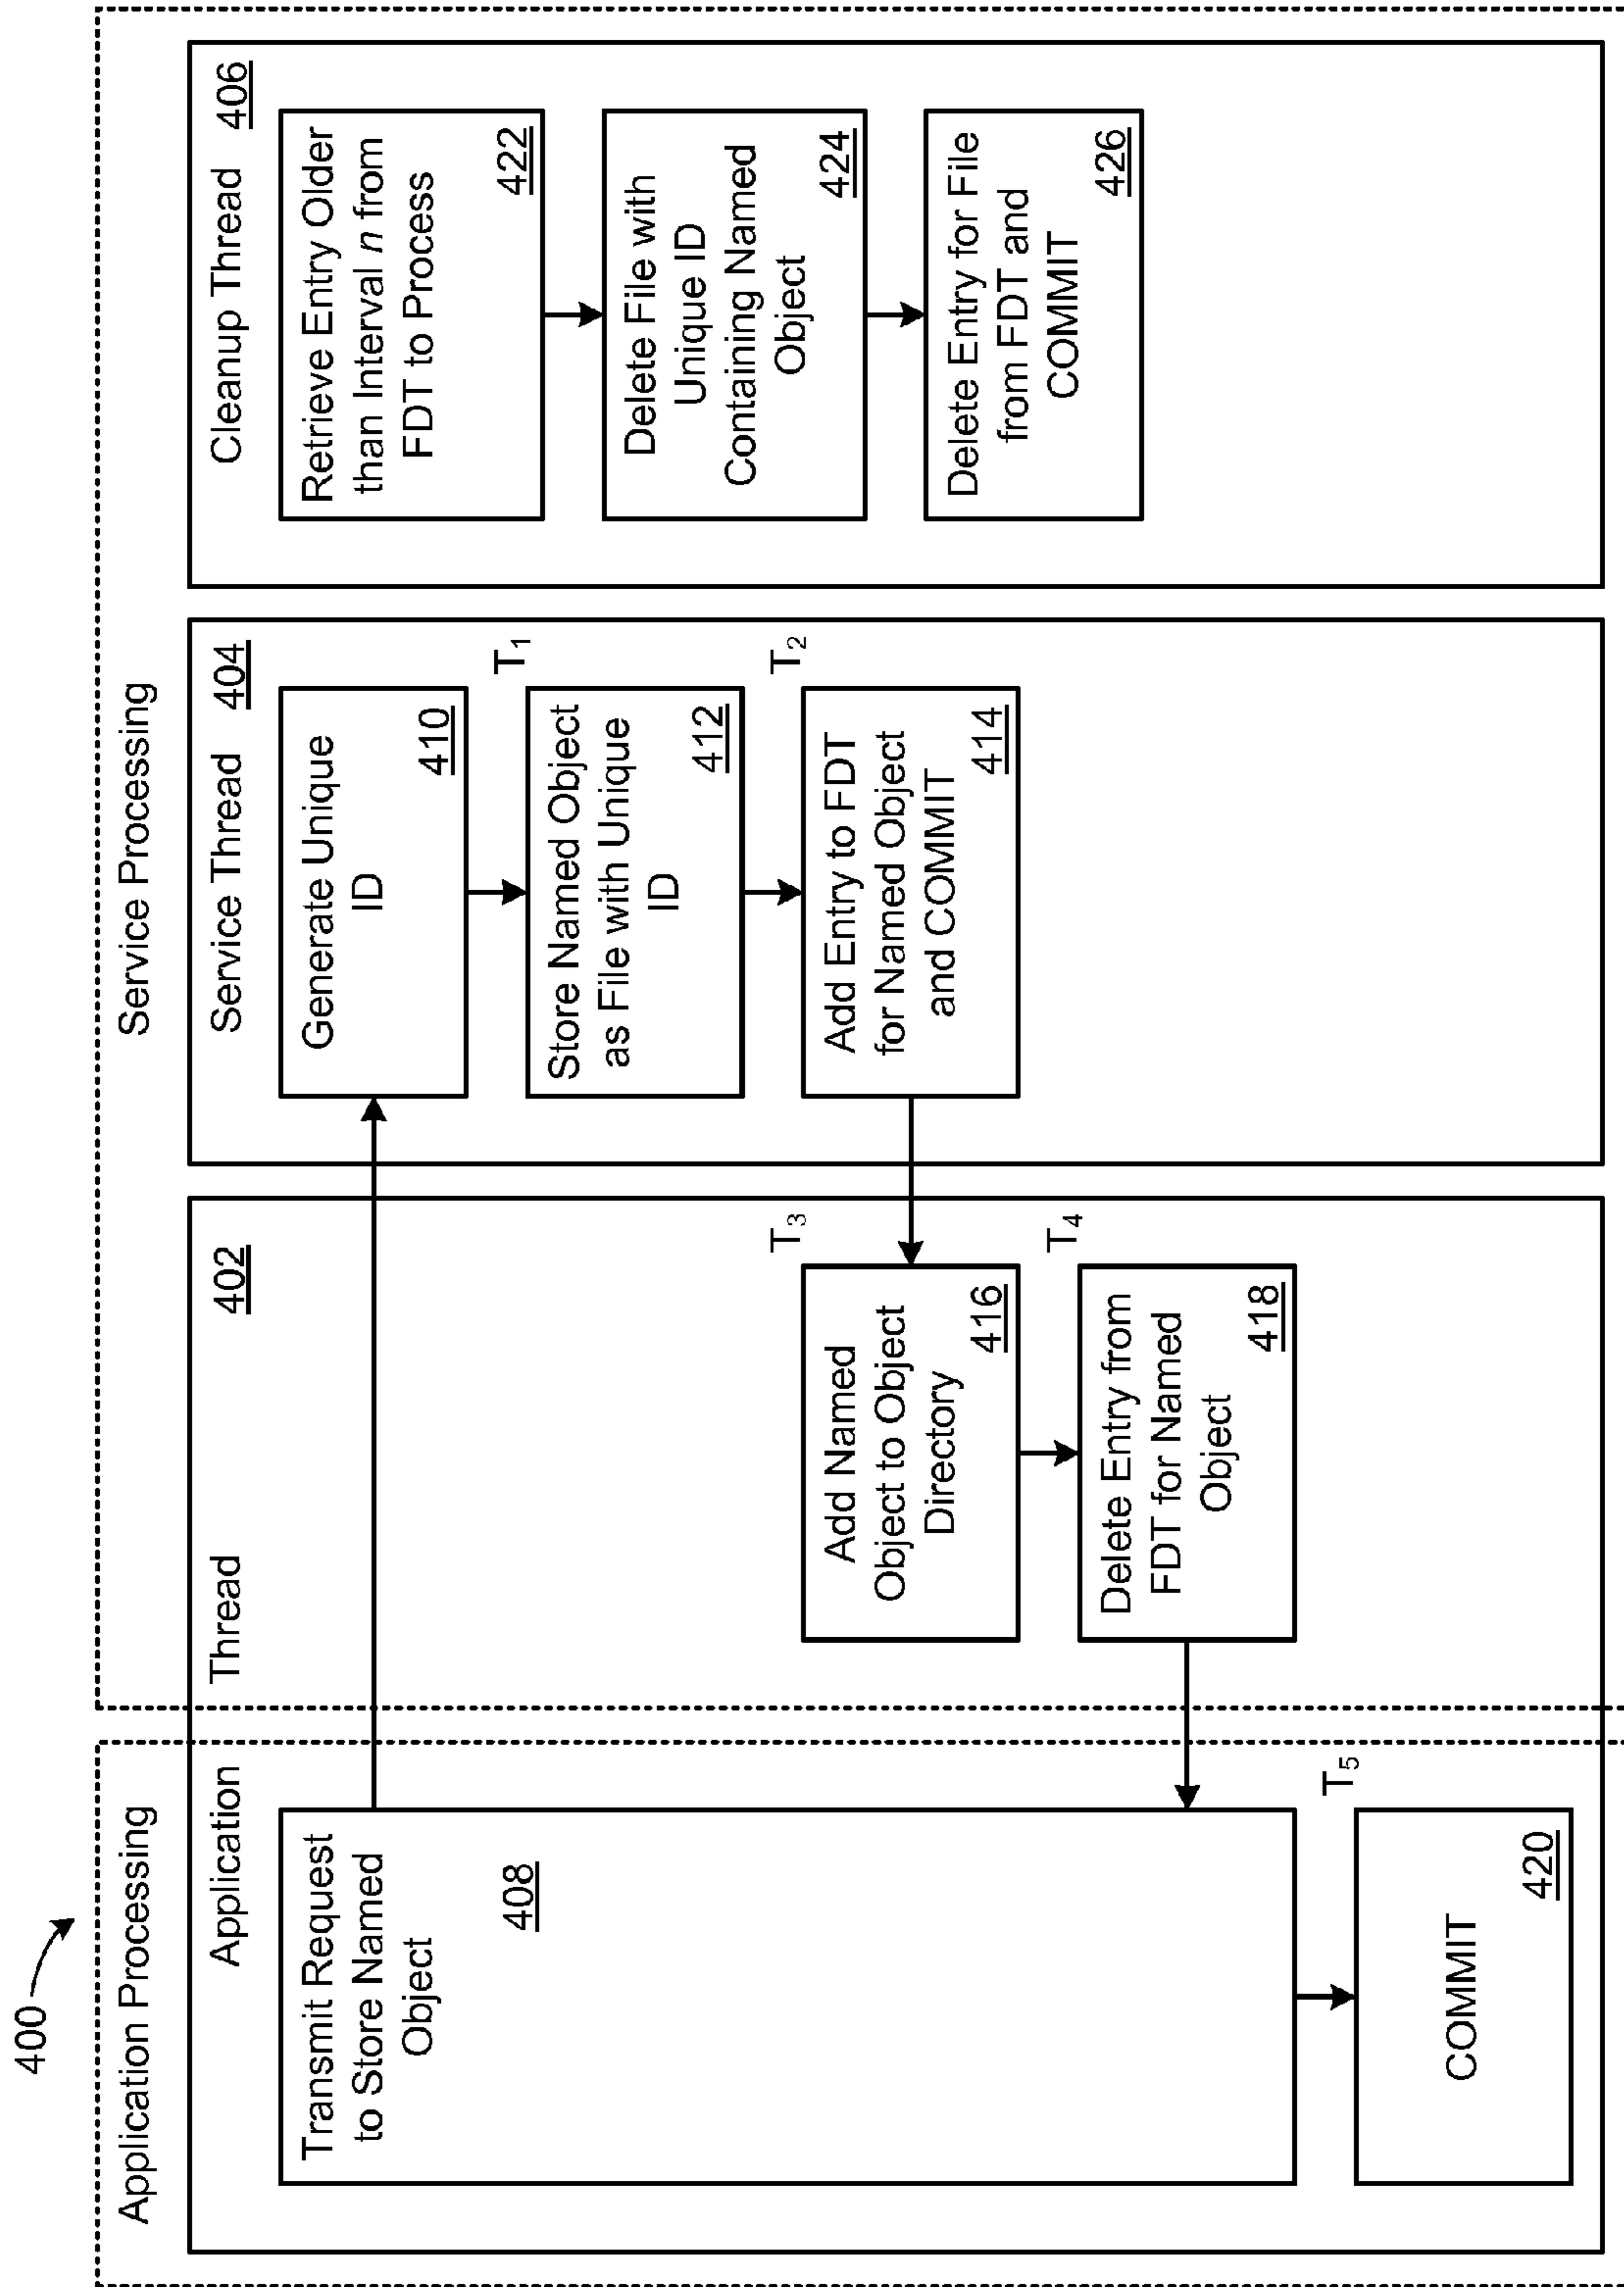 400
Application Processing
Service Processing
Application
Thread
402
Service Thread 404
Cleanup Thread 406
Transmit Request
to Store Named
Object
408
Generate Unique
ID
410
T1
Store Named Object
as File with Unique
ID
412
T2
Add Entry to FDT
for Named Object
and COMMIT
414
T3
Add Named
Object to Object
Directory
416
T4
Delete Entry from
FDT for Named
Object
418
T5
COMMIT
420
Retrieve Entry Older
than Interval n from
FDT to Process
422
Delete File with
Unique ID
Containing Named
Object
424
Delete Entry for File
from FDT and
COMMIT
426